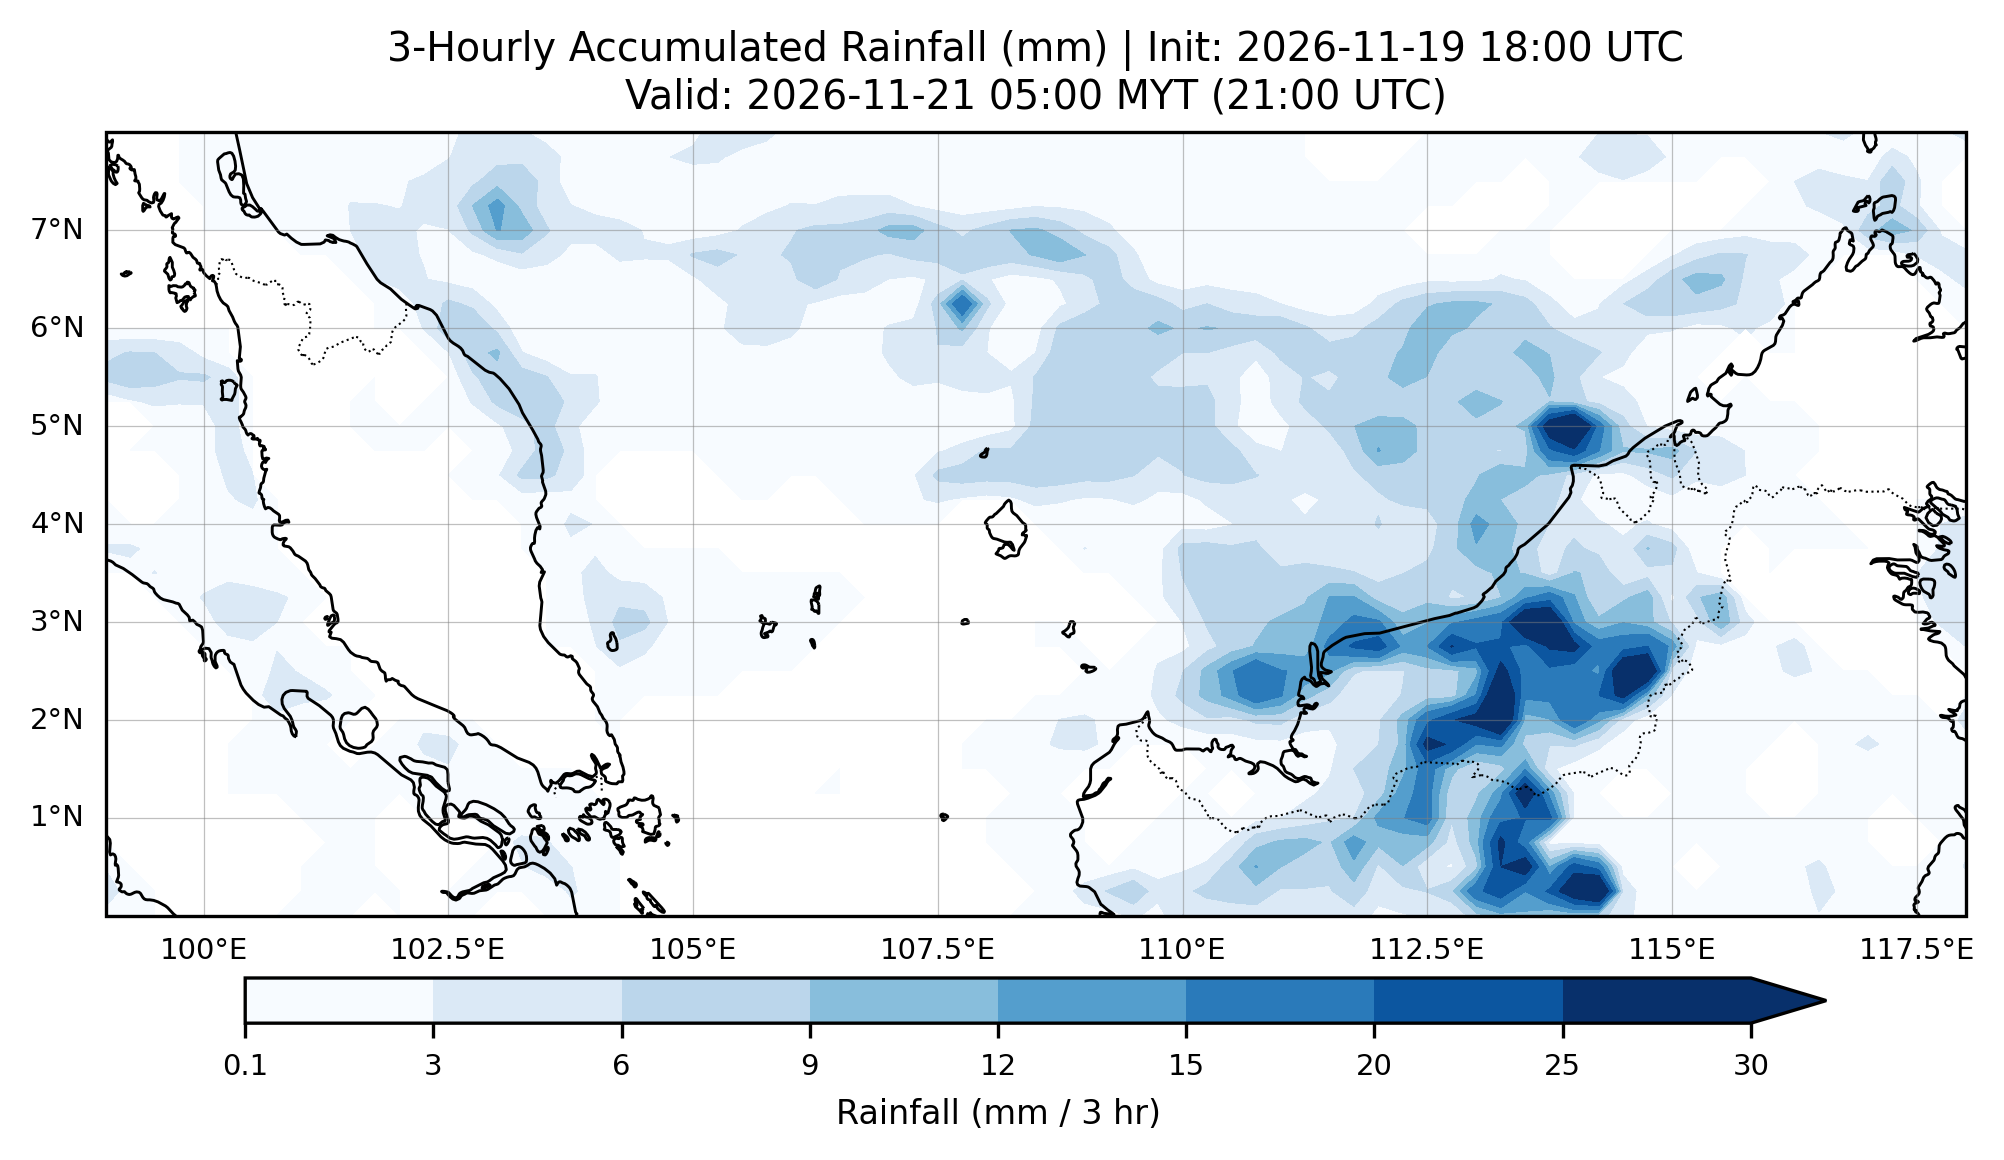 3-Hourly Accumulated Rainfall (mm) | Init: 2026-11-19 18:00 UTC
Valid: 2026-11-21 05:00 MYT (21:00 UTC)
7°N
6°N
5°N
4°N
3°N
2°N
1°N
100°E 102.5°E 105°E 107.5°E 110°E 112.5°E 115°E 117.5°E
0.1 3 6 9 12 15 20 25 30
Rainfall (mm / 3 hr)